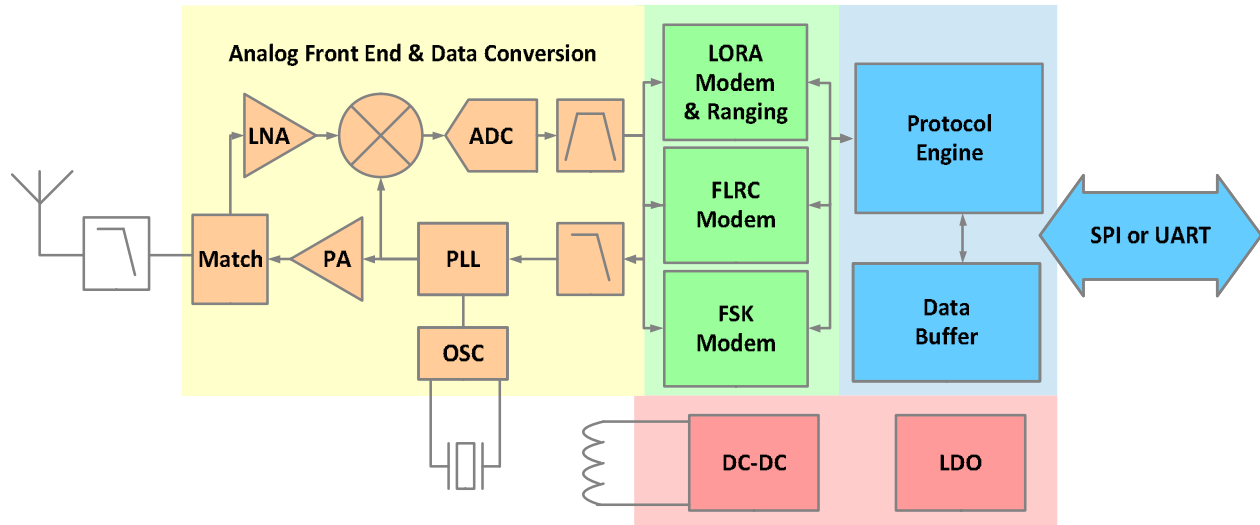 Analog Front End & Data Conversion
LORA
Modem
& Ranging
LNA
ADC
Protocol
Engine
FLRC
Modem
SPI or UART
Match
PA
PLL
FSK
Modem
Data
Buffer
OSC
DC-DC
LDO